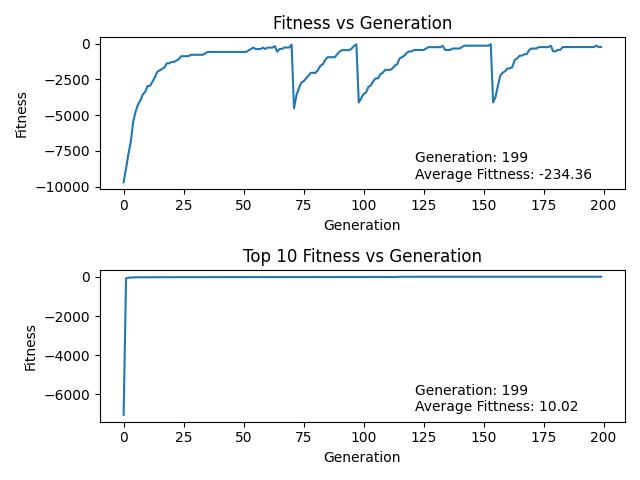 Fitness vs Generation
0
−2500
−5000
−7500
−10000
Fitness
Generation: 199
Average Fittness: -234.36
0 25 50 75 100 125 150 175 200
Generation
Top 10 Fitness vs Generation
0
−2000
−4000
−6000
Fitness
Generation: 199
Average Fittness: 10.02
0 25 50 75 100 125 150 175 200
Generation